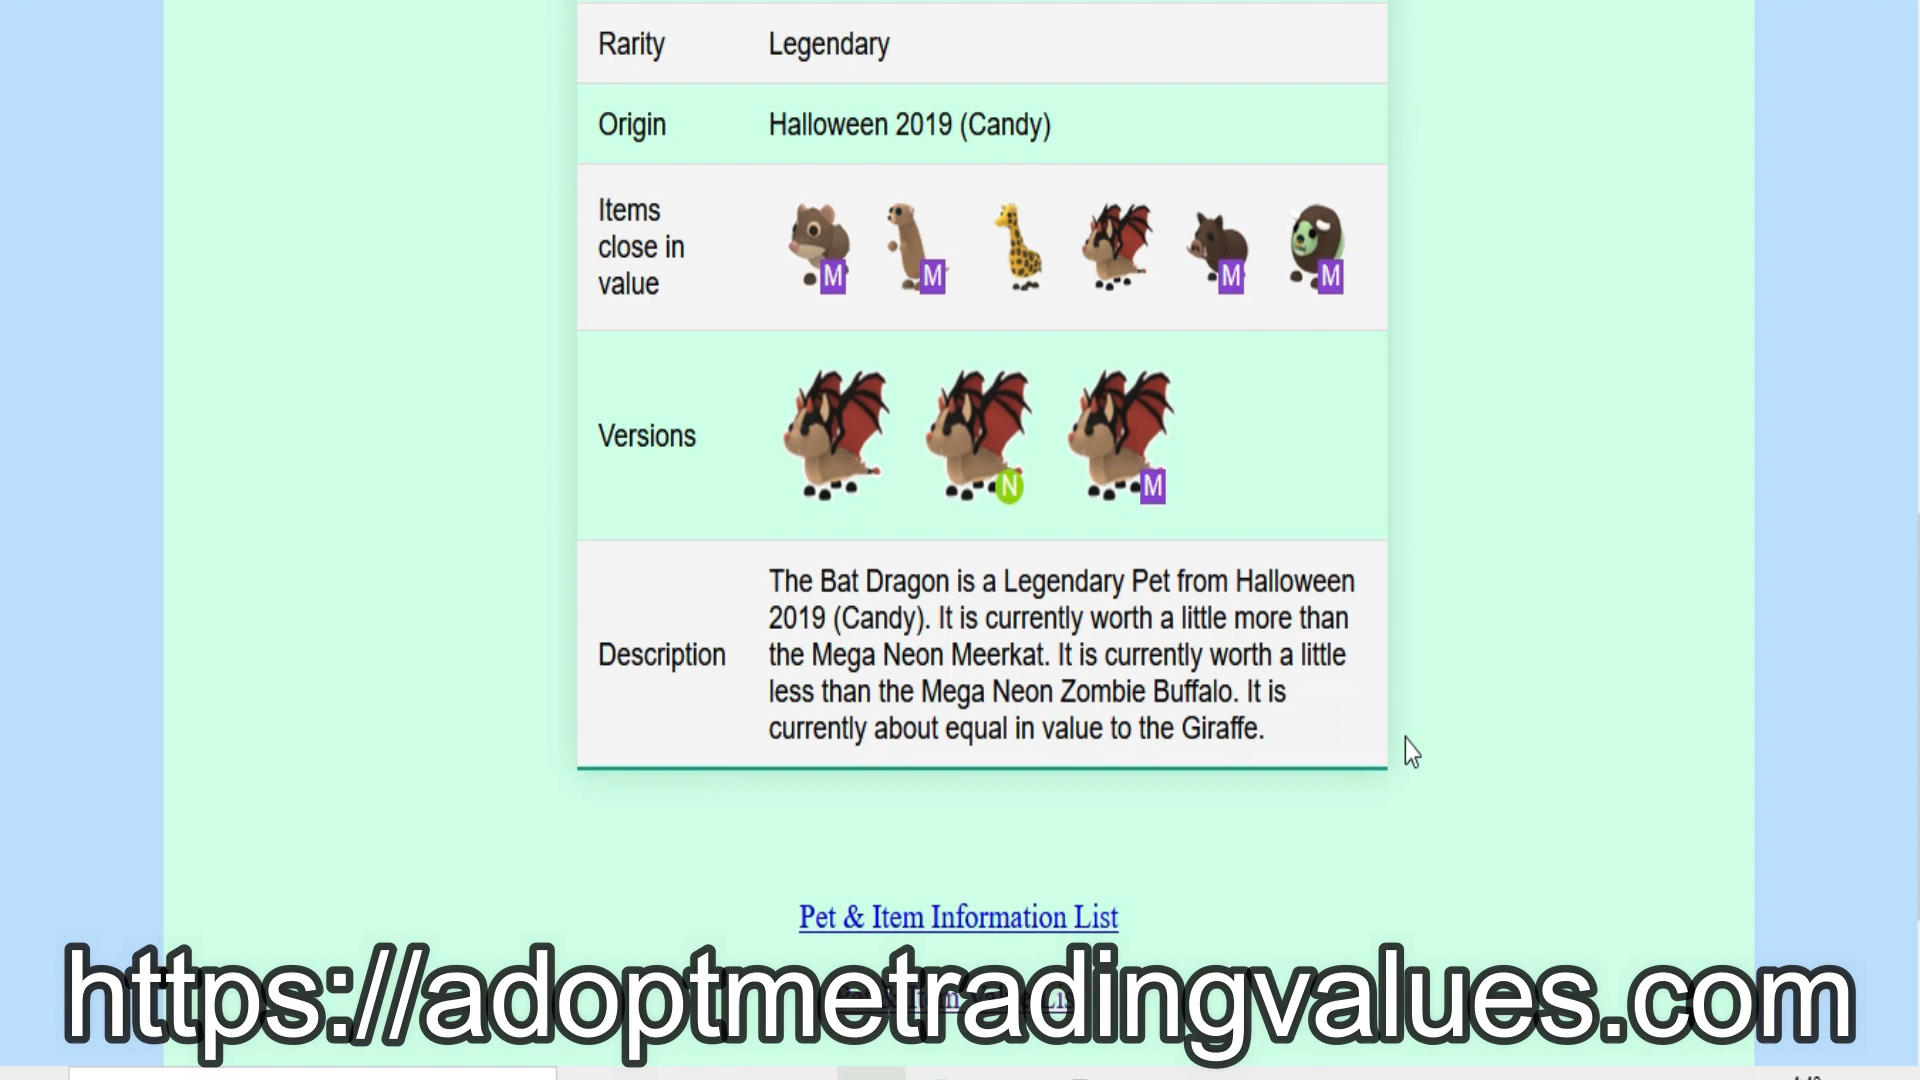 Rarity Legendary
Origin Halloween 2019 (Candy)
Items
close in
value
M M M M
Versions
N M
The Bat Dragon is a Legendary Pet from Halloween
2019 (Candy). It is currently worth a little more than
Description the Mega Neon Meerkat. It is currently worth a little
less than the Mega Neon Zombie Buffalo. It is
currently about equal in value to the Giraffe.
Pet & Item Information List
https://adoptmetradingvalues.com